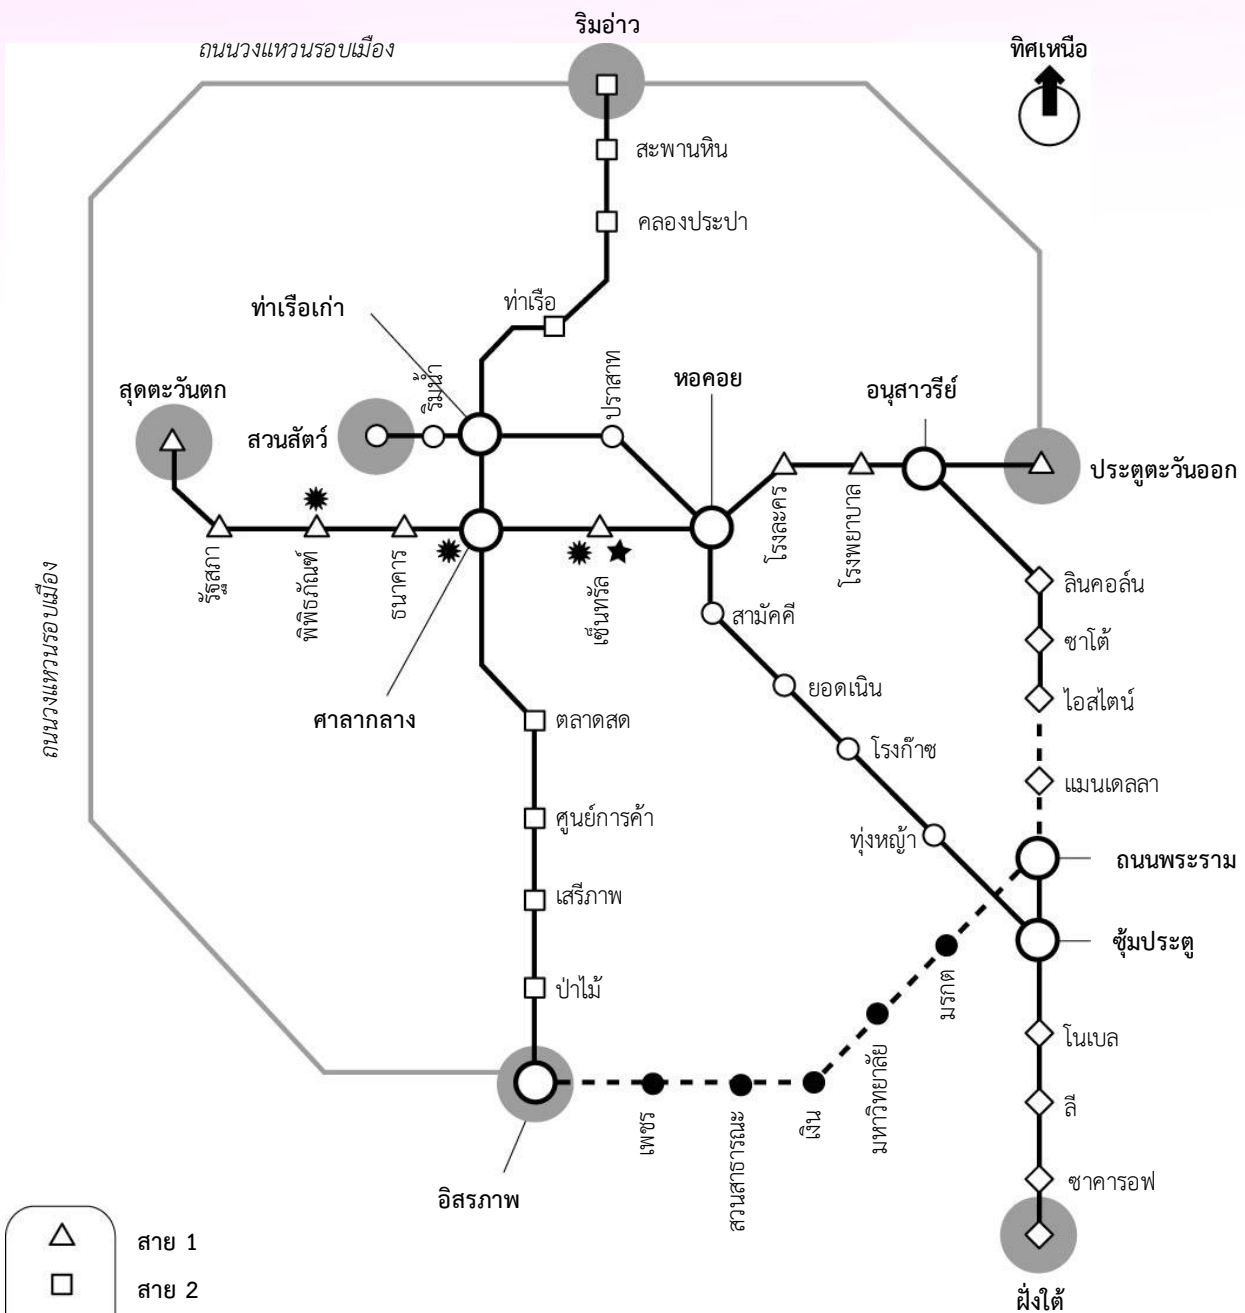 ริมอ่าว
ถนนวงแหวนรอบเมือง
ทิศเหนือ
สะพานหิน
คลองประปา
ท่าเรือเก่า
ท่าเรือ
สุดตะวันตก
สวนสัตว์
ริมน้ำ
ปราสาท
หอคอย
อนุสาวรีย์
ประตูตะวันออก
รัฐสภา
พิพิธภัณฑ์
ธนาคาร
เซ็นทรัล
โรงละคร
โรงพยาบาล
ถนนวงแหวนรอบเมือง
ลินคอล์น
สามัคคี
ซาโต้
ยอดเนิน
ไอสไตน์
ศาลากลาง
ตลาดสด
โรงก๊าซ
แมนเดลลา
ศูนย์การค้า
ทุ่งหญ้า
ถนนพระราม
เสรีภาพ
ซุ้มประตู
ป่าไม้
มรกต
โนเบล
มหาวิทยาลัย
เพชร
สวนสาธารณะ
เงิน
ลี
อิสรภาพ
ซาคารอฟ
สาย 1
สาย 2
ฝั่งใต้